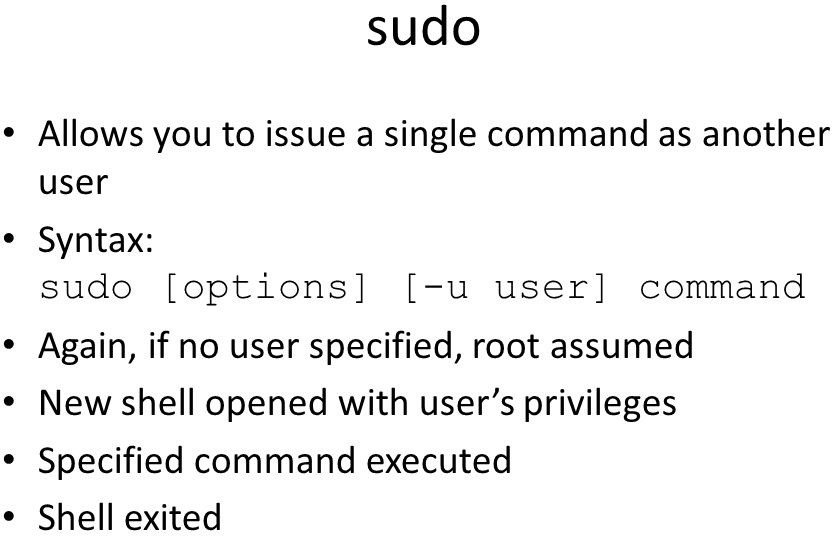 sudo
• Allows you to issue a single command as another
user
• Syntax:
sudo [options] [-u user] command
• Again, if no user specified, root assumed
• New shell opened with user’s privileges
• Specified command executed
• Shell exited